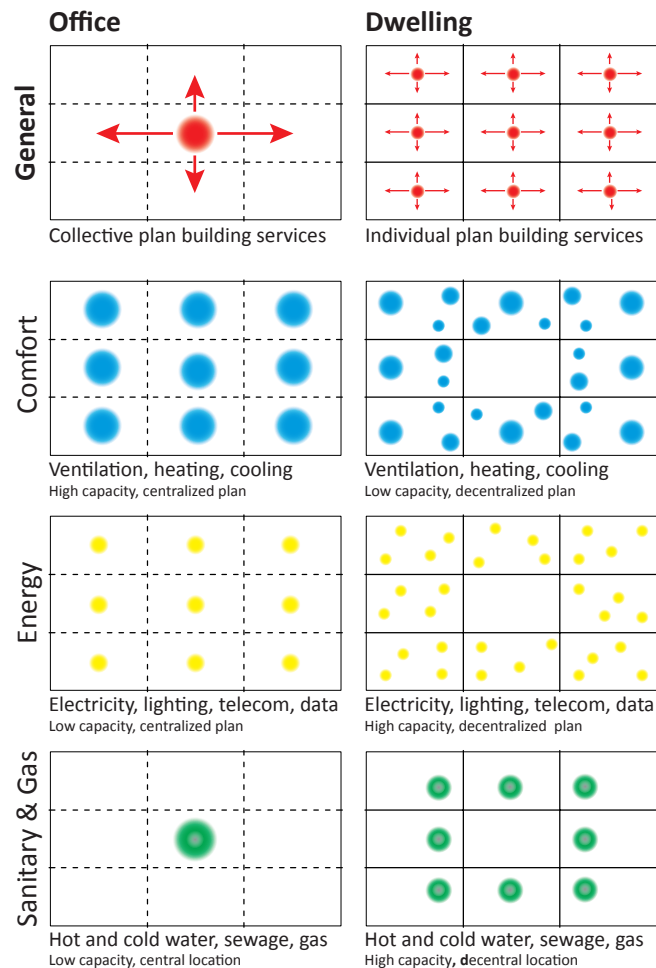 Office
Dwelling
General
Collective plan building services
Individual plan building services
Comfort
Ventilation, heating, cooling
High capacity, centralized plan
Ventilation, heating, cooling
Low capacity, decentralized plan
Energy
Electricity, lighting, telecom, data
Low capacity, centralized plan
Electricity, lighting, telecom, data
High capacity, decentralized plan
Sanitary & Gas
Hot and cold water, sewage, gas
Low capacity, central location
Hot and cold water, sewage, gas
High capacity, decentral location